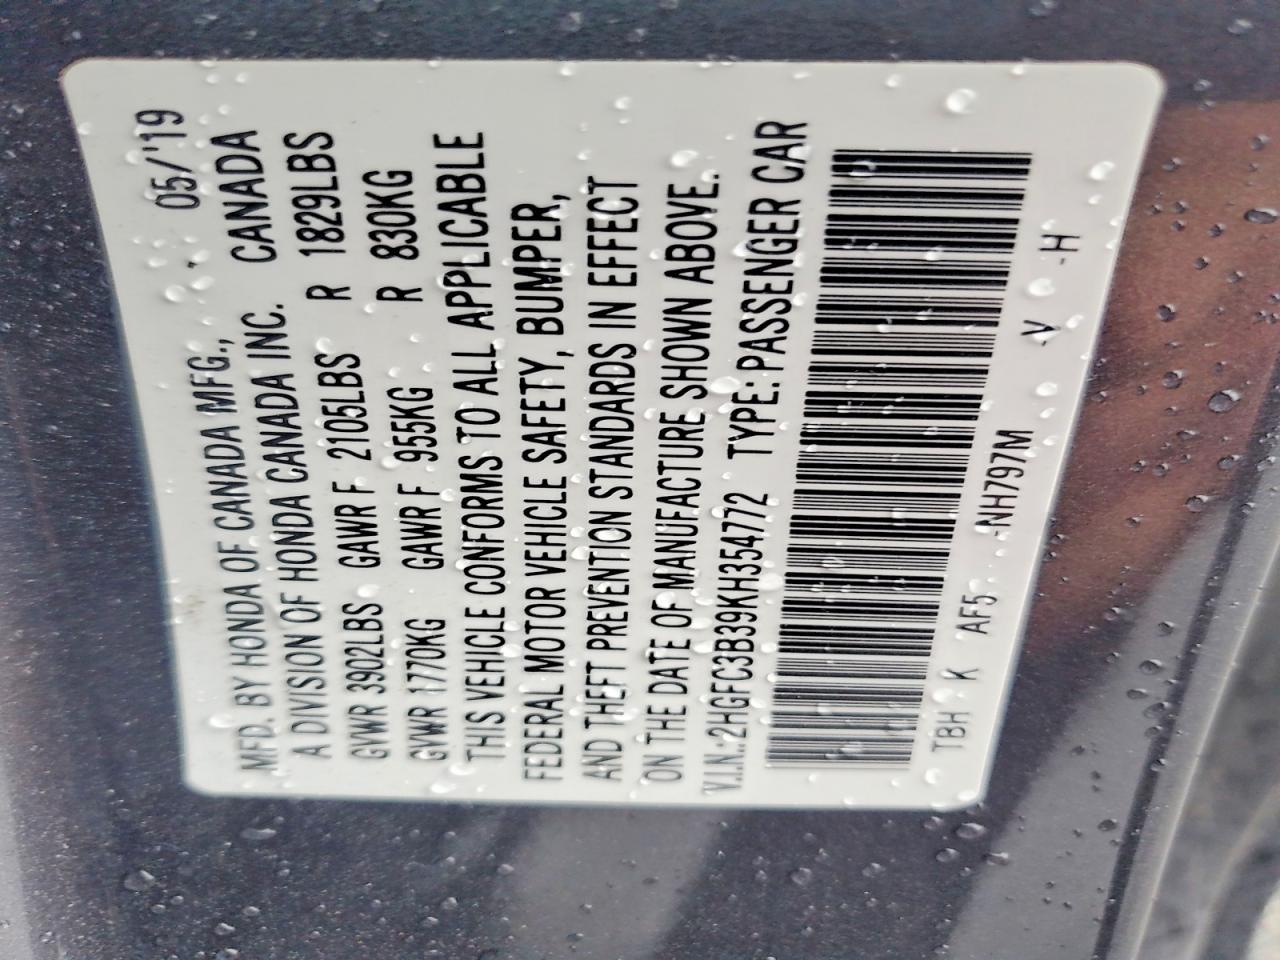 MFD. BY HONDA OF CANADA MFG., 05/'19
A DIVISION OF HONDA CANADA INC. CANADA
GVWR 3902LBS GAWR F 2105LBS R 1829LBS
GVWR 1770KG GAWR F 955KG R 830KG
THIS VEHICLE CONFORMS TO ALL APPLICABLE
FEDERAL MOTOR VEHICLE SAFETY, BUMPER,
AND THEFT PREVENTION STANDARDS IN EFFECT
ON THE DATE OF MANUFACTURE SHOWN ABOVE.
V.I.N.:2HGFC3B39KH354772 TYPE: PASSENGER CAR
TBH K AF5 NH797M V -H